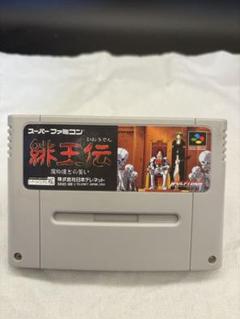 スーパーファミコン
ひおうでん
緋王伝
魔物達との誓い
株式会社日本テレネット